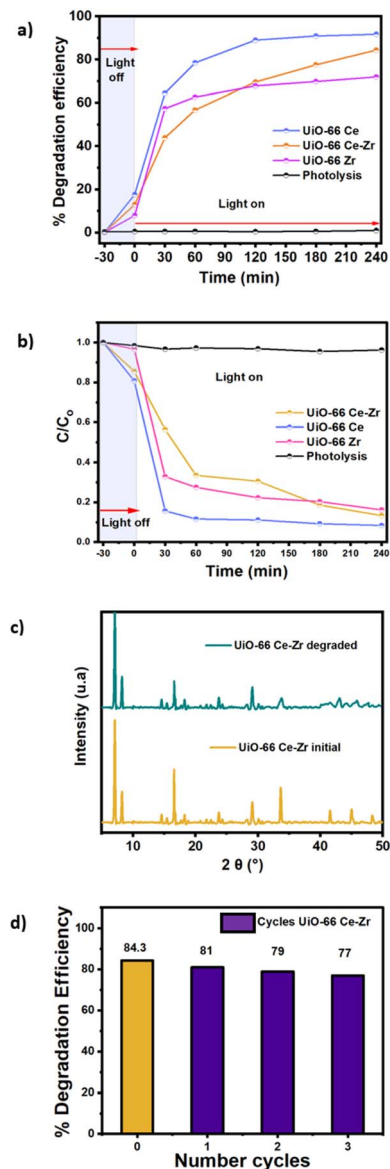 a)
% Degradation efficiency
100
80
60
40
20
0
Light
off
UiO-66 Ce
UiO-66 Ce-Zr
UiO-66 Zr
Photolysis
Light on
-30 0 30 60 90 120 150 180 210 240
Time (min)
b)
C/Co
1.0
0.8
0.6
0.4
0.2
0.0
Light on
UiO-66 Ce-Zr
UiO-66 Ce
UiO-66 Zr
Photolysis
Light off
-30 0 30 60 90 120 150 180 210 240
Time (min)
c)
Intensity (u.a)
UiO-66 Ce-Zr degraded
UiO-66 Ce-Zr initial
10 20 30 40 50
2 θ (°)
d)
% Degradation Efficiency
100
80
60
40
20
0
Cycles UiO-66 Ce-Zr
84.3 81 79 77
0 1 2 3
Number cycles